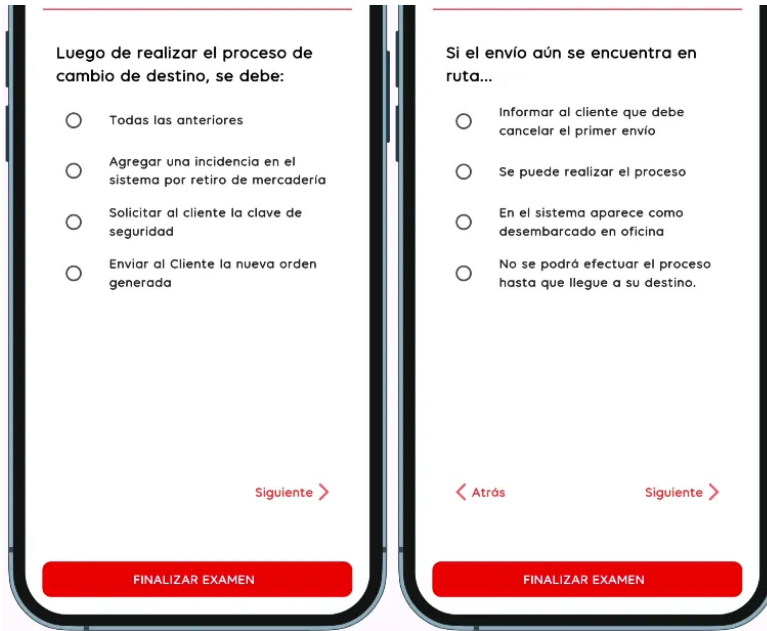 Luego de realizar el proceso de
cambio de destino, se debe:
Todas las anteriores
Agregar una incidencia en el
sistema por retiro de mercadería
Solicitar al cliente la clave de
seguridad
Enviar al Cliente la nueva orden
generada
Siguiente
FINALIZAR EXAMEN
Si el envío aún se encuentra en
ruta...
Informar al cliente que debe
cancelar el primer envío
Se puede realizar el proceso
En el sistema aparece como
desembarcado en oficina
No se podrá efectuar el proceso
hasta que llegue a su destino.
Atrás
Siguiente
FINALIZAR EXAMEN